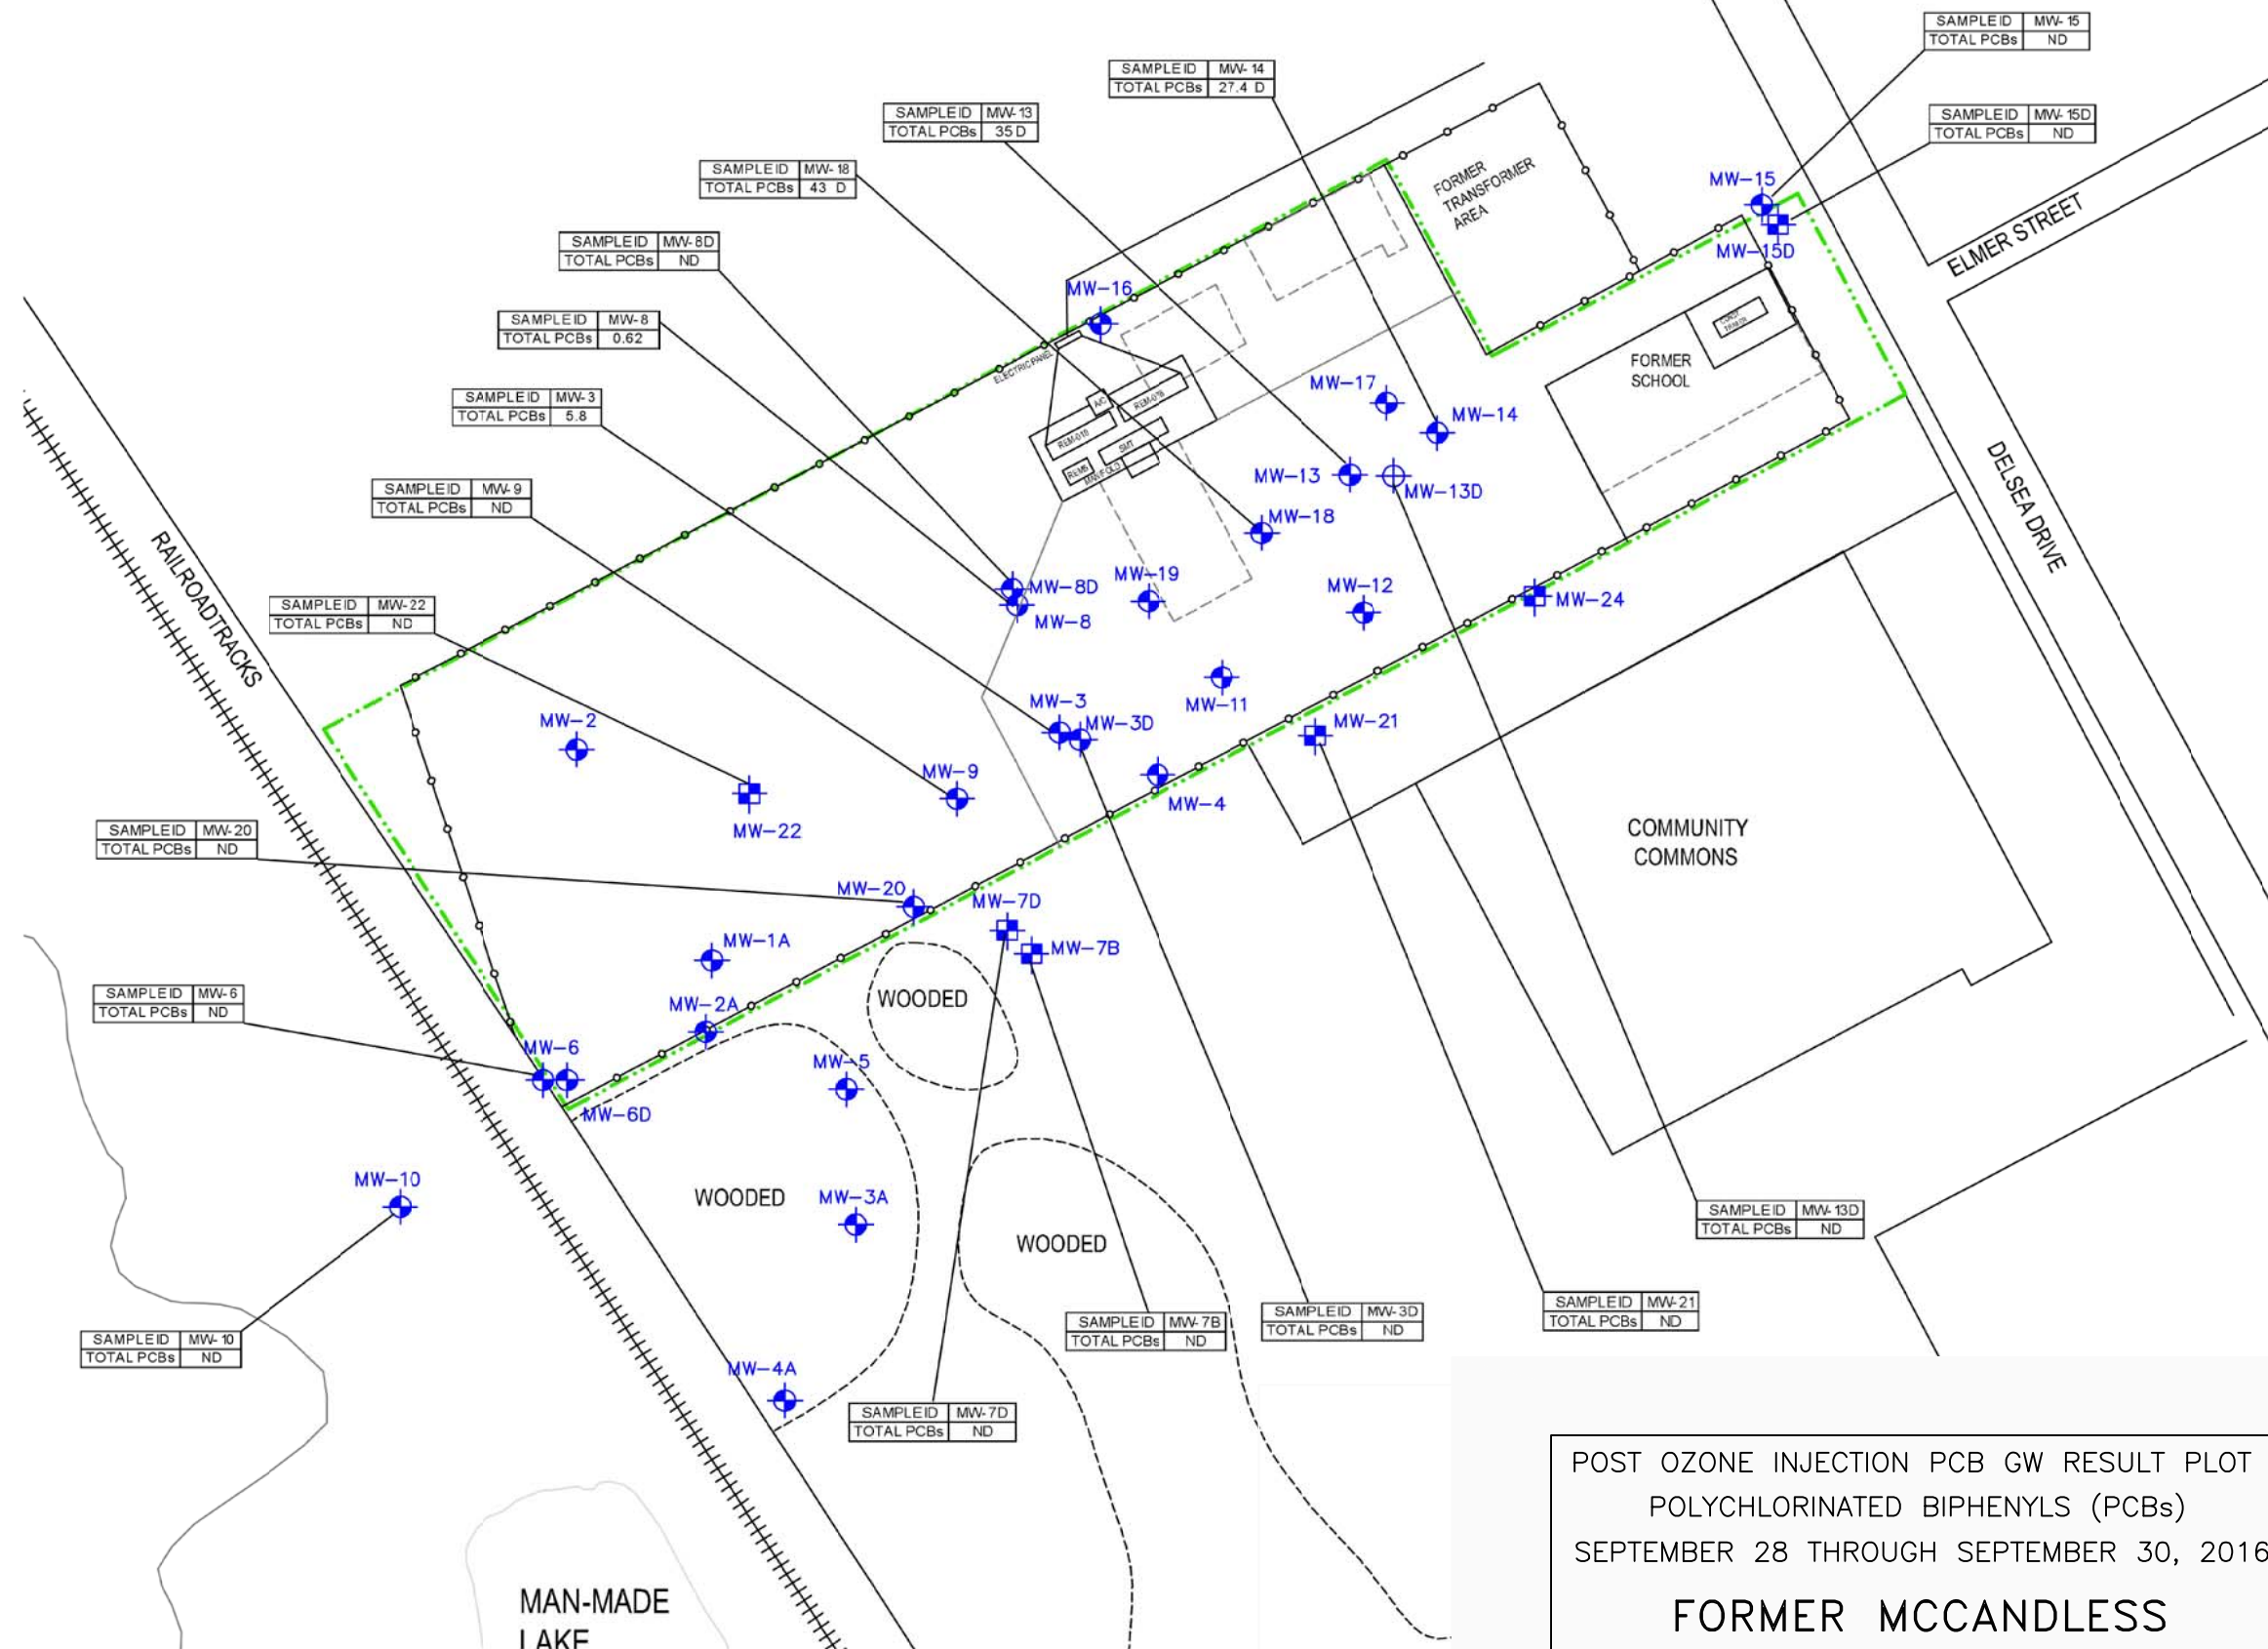 SAMPLE ID MW-15
TOTAL PCBs ND
SAMPLE ID MW-14
TOTAL PCBs 27.4 D
SAMPLE ID MW-13
TOTAL PCBs 35 D
SAMPLE ID MW-15D
TOTAL PCBs ND
SAMPLE ID MW-18
TOTAL PCBs 43 D
FORMER
TRANSFORMER
AREA
MW-15
MW-15D
ELMER STREET
SAMPLE ID MW-8D
TOTAL PCBs ND
MW-16
SAMPLE ID MW-8
TOTAL PCBs 0.62
ELECTRIC PANEL
FORMER
SCHOOL
SAMPLE ID MW-3
TOTAL PCBs 5.8
A/C
REM-018
MANIFOLD
MW-17
MW-14
DELSEA DRIVE
SAMPLE ID MW-9
TOTAL PCBs ND
MW-13
MW-13D
MW-18
RAILROAD TRACKS
SAMPLE ID MW-22
TOTAL PCBs ND
MW-8D
MW-8
MW-19
MW-12
MW-24
MW-2
MW-3
MW-3D
MW-11
MW-21
MW-9
MW-4
MW-22
SAMPLE ID MW-20
TOTAL PCBs ND
COMMUNITY
COMMONS
MW-20
MW-7D
MW-7B
MW-1A
WOODED
SAMPLE ID MW-6
TOTAL PCBs ND
MW-2A
MW-6
MW-5
MW-6D
MW-10
WOODED
MW-3A
WOODED
SAMPLE ID MW-13D
TOTAL PCBs ND
SAMPLE ID MW-10
TOTAL PCBs ND
SAMPLE ID MW-7B
TOTAL PCBs ND
SAMPLE ID MW-3D
TOTAL PCBs ND
SAMPLE ID MW-21
TOTAL PCBs ND
MW-4A
SAMPLE ID MW-7D
TOTAL PCBs ND
MAN-MADE
LAKE
POST OZONE INJECTION PCB GW RESULT PLOT
POLYCHLORINATED BIPHENYLS (PCBs)
SEPTEMBER 28 THROUGH SEPTEMBER 30, 2016
FORMER MCCANDLESS